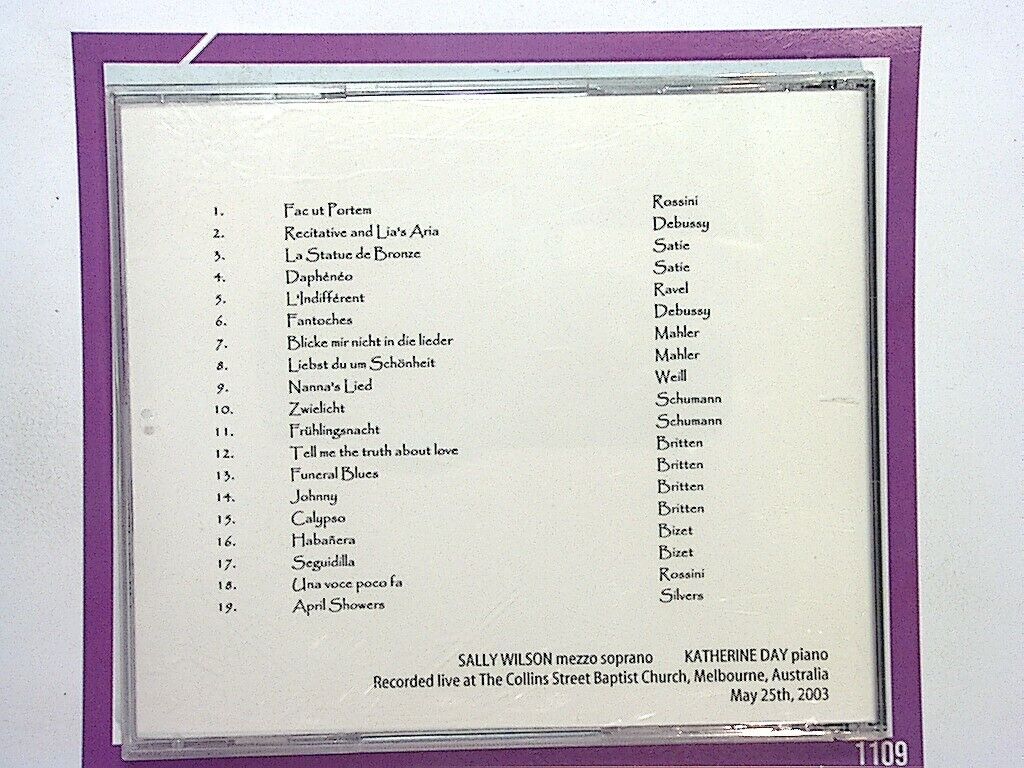 1. Fac ut Portem Rossini
2. Recitative and Lia's Aria Debussy
3. La Statue de Bronze Satie
4. Daphénéo Satie
5. L'Indifférent Ravel
6. Fantoches Debussy
7. Blicke mir nicht in die lieder Mahler
8. Liebst du um Schönheit Mahler
9. Nanna's Lied Weill
10. Zwielicht Schumann
11. Frühlingsnacht Schumann
12. Tell me the truth about love Britten
13. Funeral Blues Britten
14. Johnny Britten
15. Calypso Britten
16. Habañera Bizet
17. Seguidilla Bizet
18. Una voce poco fa Rossini
19. April Showers Silvers
SALLY WILSON mezzo soprano KATHERINE DAY piano
Recorded live at The Collins Street Baptist Church, Melbourne, Australia
May 25th, 2003
1109